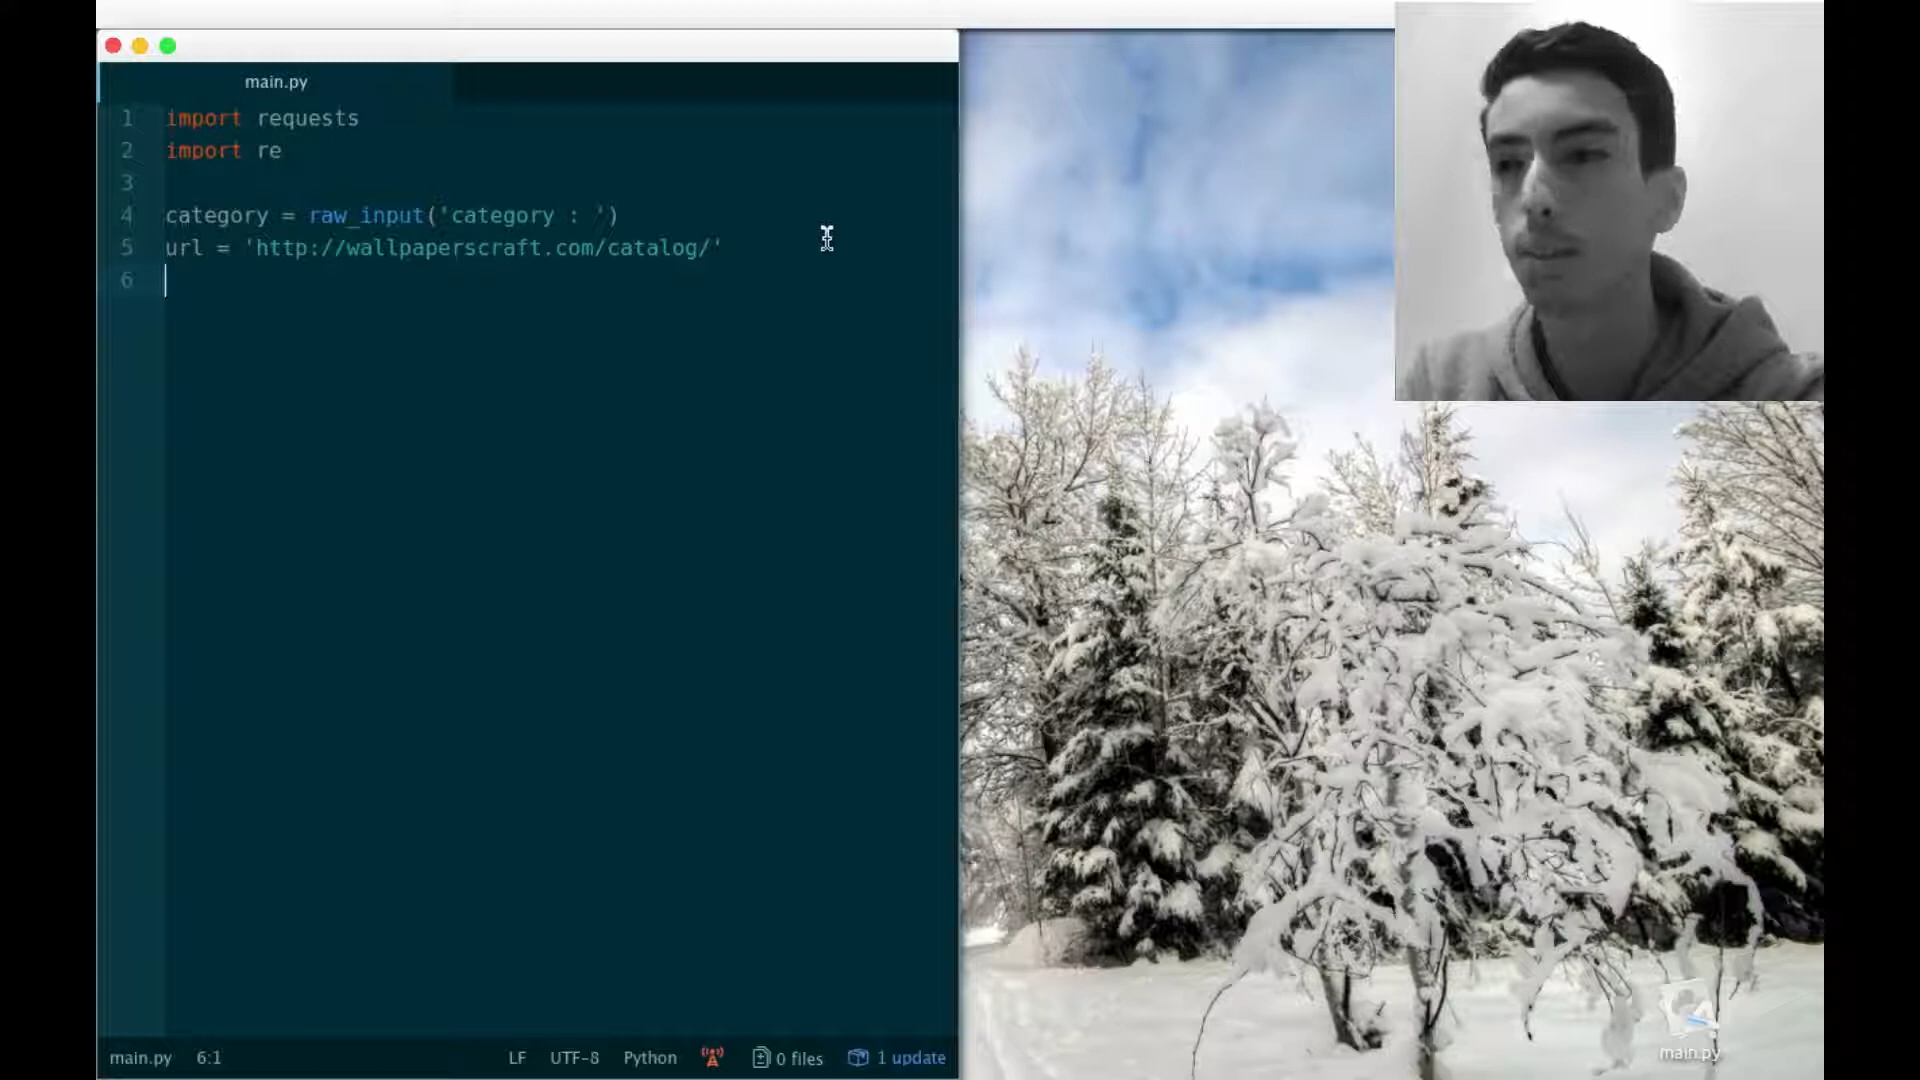 main.py
1 import requests
2 import re
3
4 category = raw_input('category : ')
5 url = 'http://wallpaperscraft.com/catalog/'
6
main.py 6:1 LF UTF-8 Python 0 files 1 update
main.py